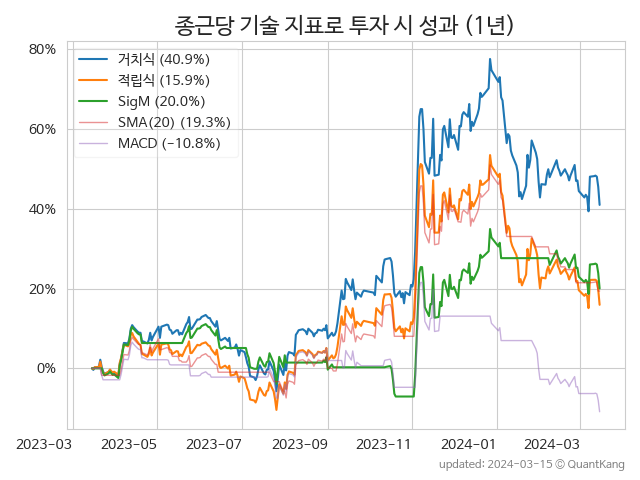 종근당 기술 지표로 투자 시 성과 (1년)
80%
60%
40%
20%
0%
거치식 (40.9%)
적립식 (15.9%)
SigM (20.0%)
SMA(20) (19.3%)
MACD (−10.8%)
2023-03
2023-05
2023-07
2023-09
2023-11
2024-01
2024-03
updated: 2024-03-15 © QuantKang